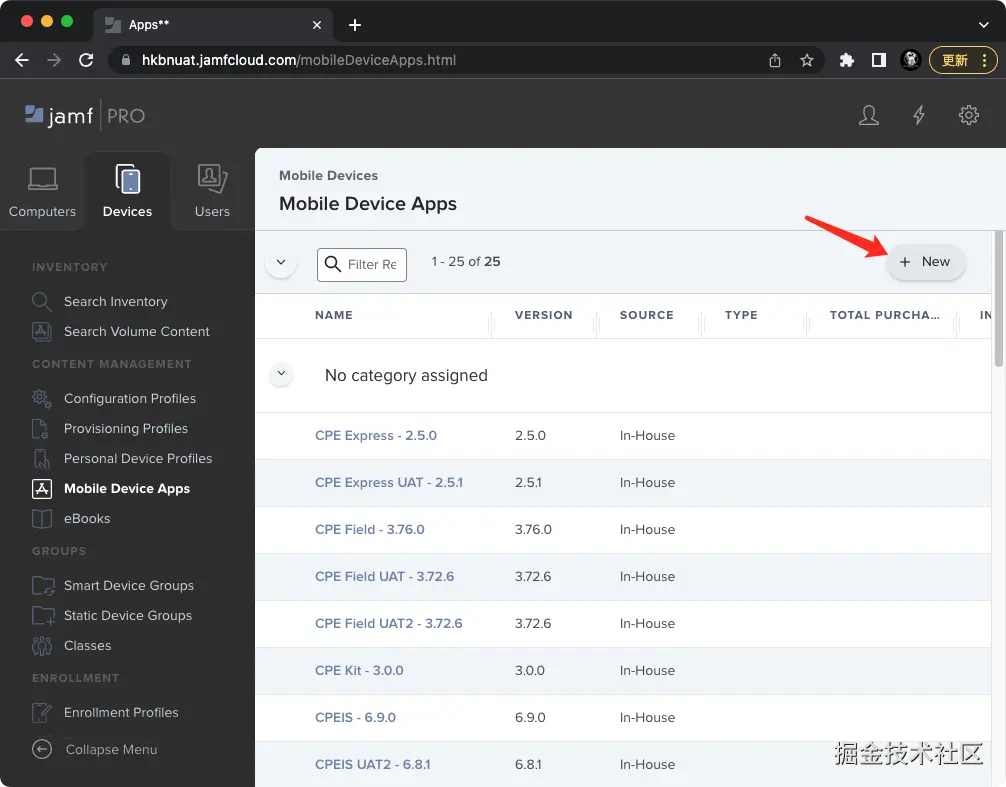 Apps**
hkbnuat.jamfcloud.com/mobileDeviceApps.html
更新
jamf PRO
Computers
Devices
Users
Mobile Devices
Mobile Device Apps
INVENTORY
Search Inventory
Search Volume Content
CONTENT MANAGEMENT
Configuration Profiles
Provisioning Profiles
Personal Device Profiles
Mobile Device Apps
eBooks
GROUPS
Smart Device Groups
Static Device Groups
Classes
ENROLLMENT
Enrollment Profiles
Collapse Menu
Filter Re
1 - 25 of 25
+ New
NAME VERSION SOURCE TYPE TOTAL PURCHA... IN
No category assigned
CPE Express - 2.5.0 2.5.0 In-House
CPE Express UAT - 2.5.1 2.5.1 In-House
CPE Field - 3.76.0 3.76.0 In-House
CPE Field UAT - 3.72.6 3.72.6 In-House
CPE Field UAT2 - 3.72.6 3.72.6 In-House
CPE Kit - 3.0.0 3.0.0 In-House
CPEIS - 6.9.0 6.9.0 In-House
CPEIS UAT2 - 6.8.1 6.8.1 In-House
掘金技术社区